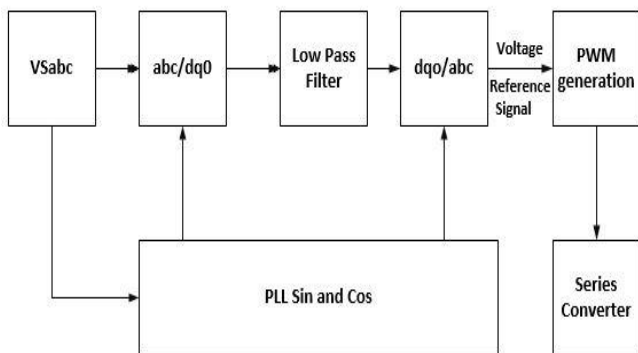 VSabc
abc/dq0
Low Pass
Filter
dqo/abc
Voltage
Reference
Signal
PWM
generation
PLL Sin and Cos
Series
Converter